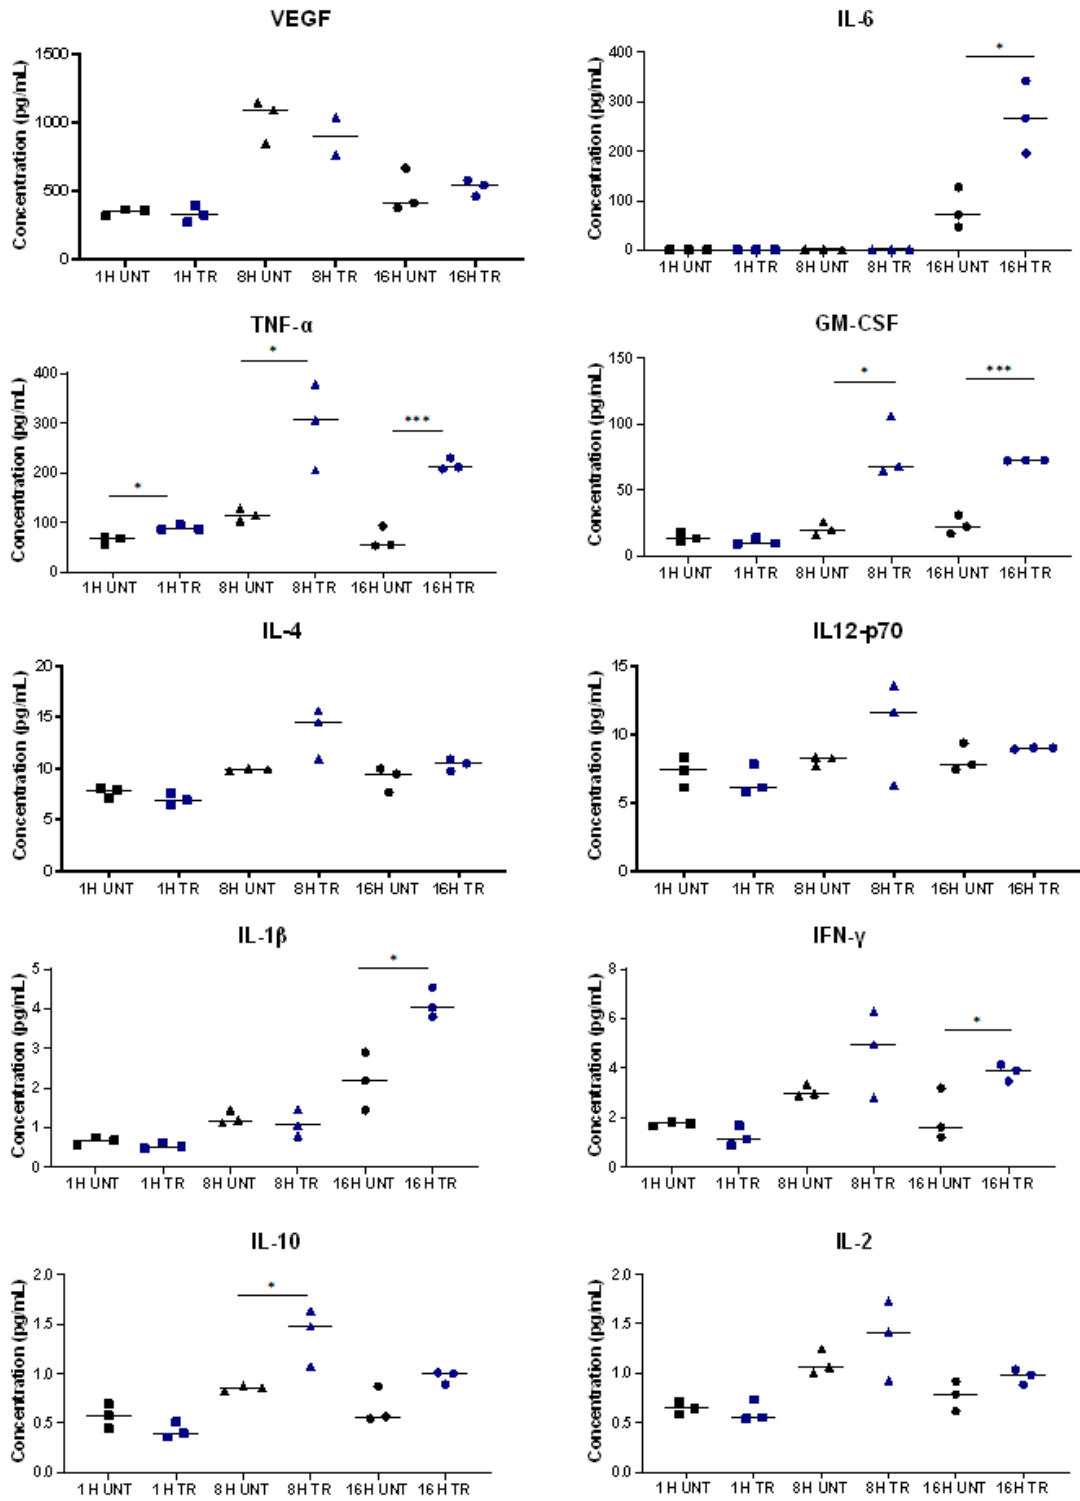 VEGF
Concentration (pg/mL)
1500
1000
500
0
1H UNT 1H TR 8H UNT 8H TR 16H UNT 16H TR
IL-6
*
Concentration (pg/mL)
400
300
200
100
0
1H UNT 1H TR 8H UNT 8H TR 16H UNT 16H TR
TNF-α
*
*
***
Concentration (pg/mL)
400
300
200
100
0
1H UNT 1H TR 8H UNT 8H TR 16H UNT 16H TR
GM-CSF
*
***
Concentration (pg/mL)
150
100
50
0
1H UNT 1H TR 8H UNT 8H TR 16H UNT 16H TR
IL-4
Concentration (pg/mL)
20
15
10
5
0
1H UNT 1H TR 8H UNT 8H TR 16H UNT 16H TR
IL12-p70
Concentration (pg/mL)
15
10
5
0
1H UNT 1H TR 8H UNT 8H TR 16H UNT 16H TR
IL-1β
*
Concentration (pg/mL)
5
4
3
2
1
0
1H UNT 1H TR 8H UNT 8H TR 16H UNT 16H TR
IFN-γ
*
Concentration (pg/mL)
8
6
4
2
0
1H UNT 1H TR 8H UNT 8H TR 16H UNT 16H TR
IL-10
*
Concentration (pg/mL)
2.0
1.5
1.0
0.5
0.0
1H UNT 1H TR 8H UNT 8H TR 16H UNT 16H TR
IL-2
Concentration (pg/mL)
2.0
1.5
1.0
0.5
0.0
1H UNT 1H TR 8H UNT 8H TR 16H UNT 16H TR